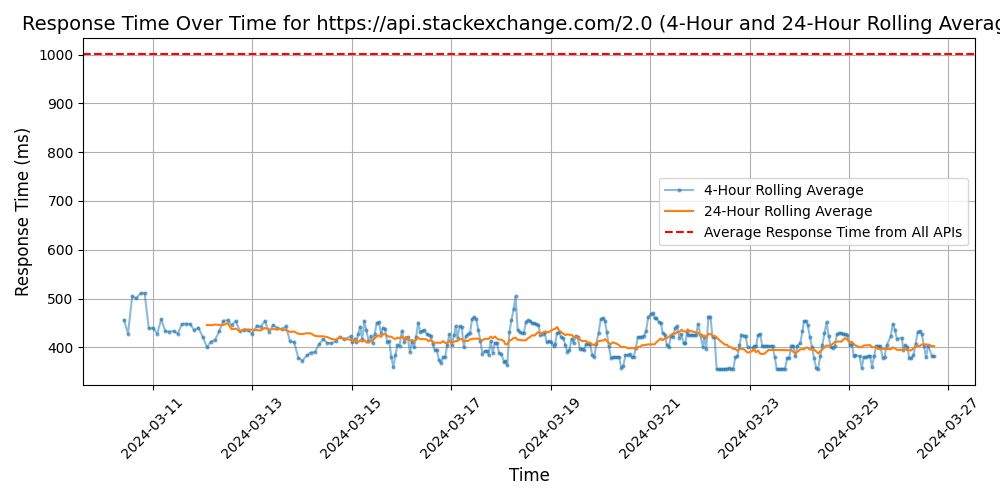 Response Time Over Time for https://api.stackexchange.com/2.0 (4-Hour and 24-Hour Rolling Averag
Response Time (ms)
1000
900
800
700
600
500
400
4-Hour Rolling Average
24-Hour Rolling Average
Average Response Time from All APIs
2024-03-11
2024-03-13
2024-03-15
2024-03-17
2024-03-19
2024-03-21
2024-03-23
2024-03-25
2024-03-27
Time